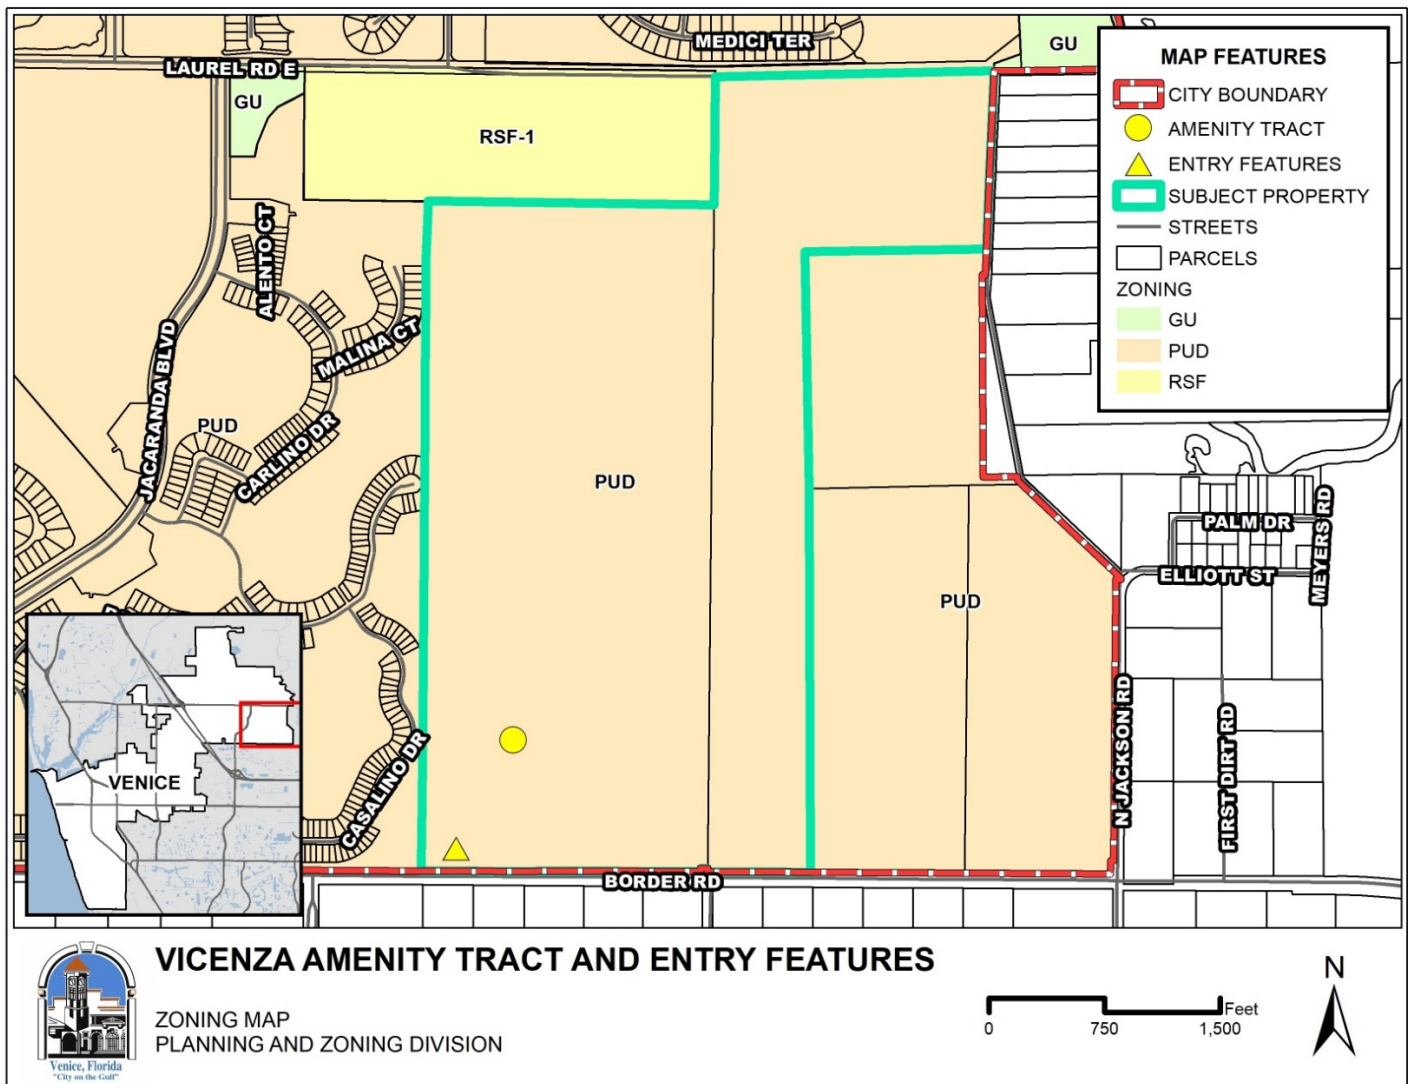 MEDICI TER
GU
LAUREL RD E
GU
RSF-1
MAP FEATURES
CITY BOUNDARY
AMENITY TRACT
ENTRY FEATURES
SUBJECT PROPERTY
STREETS
PARCELS
ZONING
GU
PUD
RSF
ALENTO CT
MALINA CT
JACARANDA BLVD
PUD
CARLINO DR
PUD
PALM DR
MEYERS RD
ELLIOTT ST
PUD
VENICE
CASALINO DR
N JACKSON RD
FIRST DIRT RD
BORDER RD
VICENZA AMENITY TRACT AND ENTRY FEATURES
ZONING MAP
PLANNING AND ZONING DIVISION
Venice, Florida
"City on the Gulf"
Feet
0 750 1,500
N